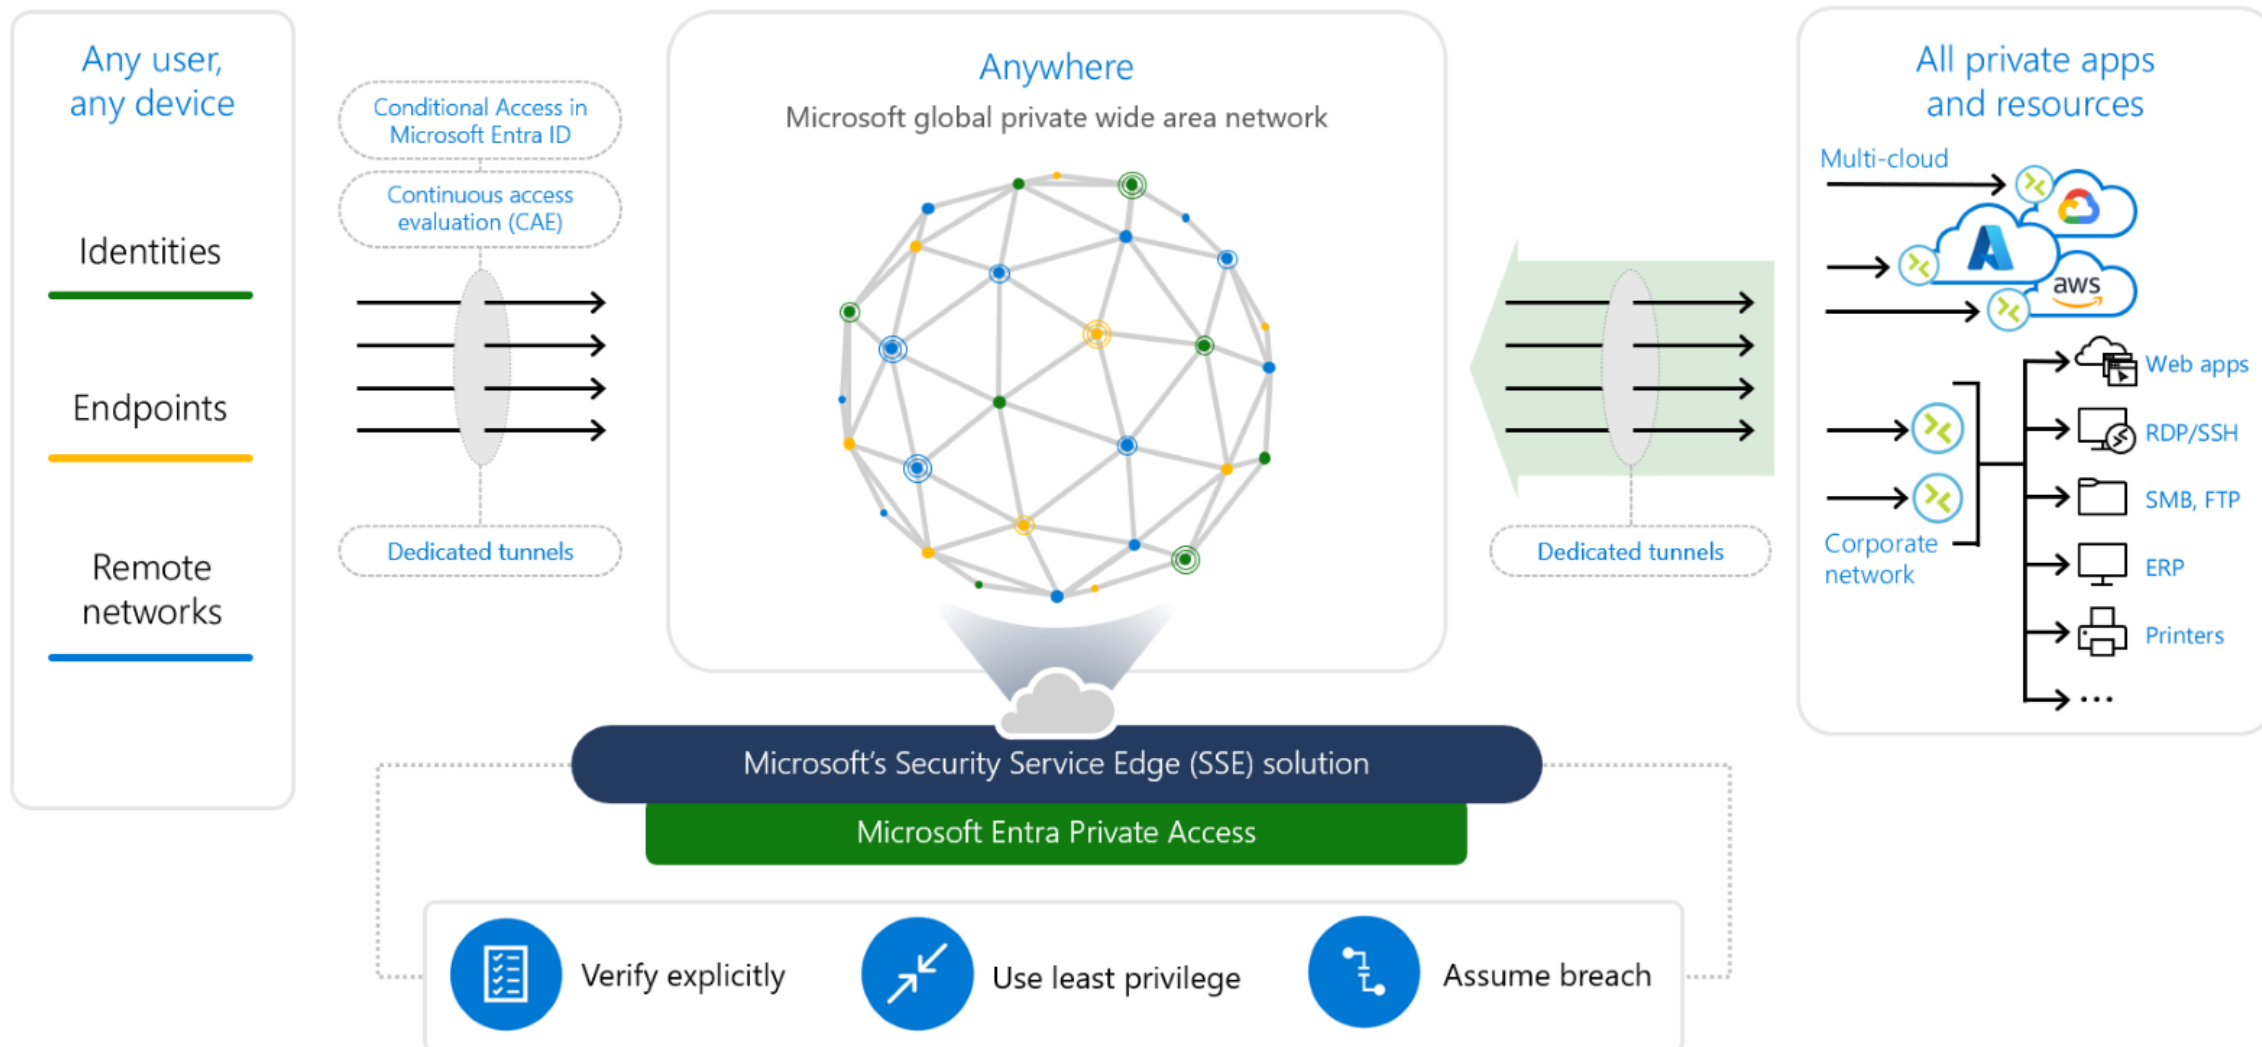 Any user,
any device
Identities
Endpoints
Remote
networks
Conditional Access in
Microsoft Entra ID
Continuous access
evaluation (CAE)
Dedicated tunnels
Anywhere
Microsoft global private wide area network
Dedicated tunnels
All private apps
and resources
Multi-cloud
aws
Web apps
RDP/SSH
SMB, FTP
Corporate
network
ERP
Printers
...
Microsoft's Security Service Edge (SSE) solution
Microsoft Entra Private Access
Verify explicitly
Use least privilege
Assume breach